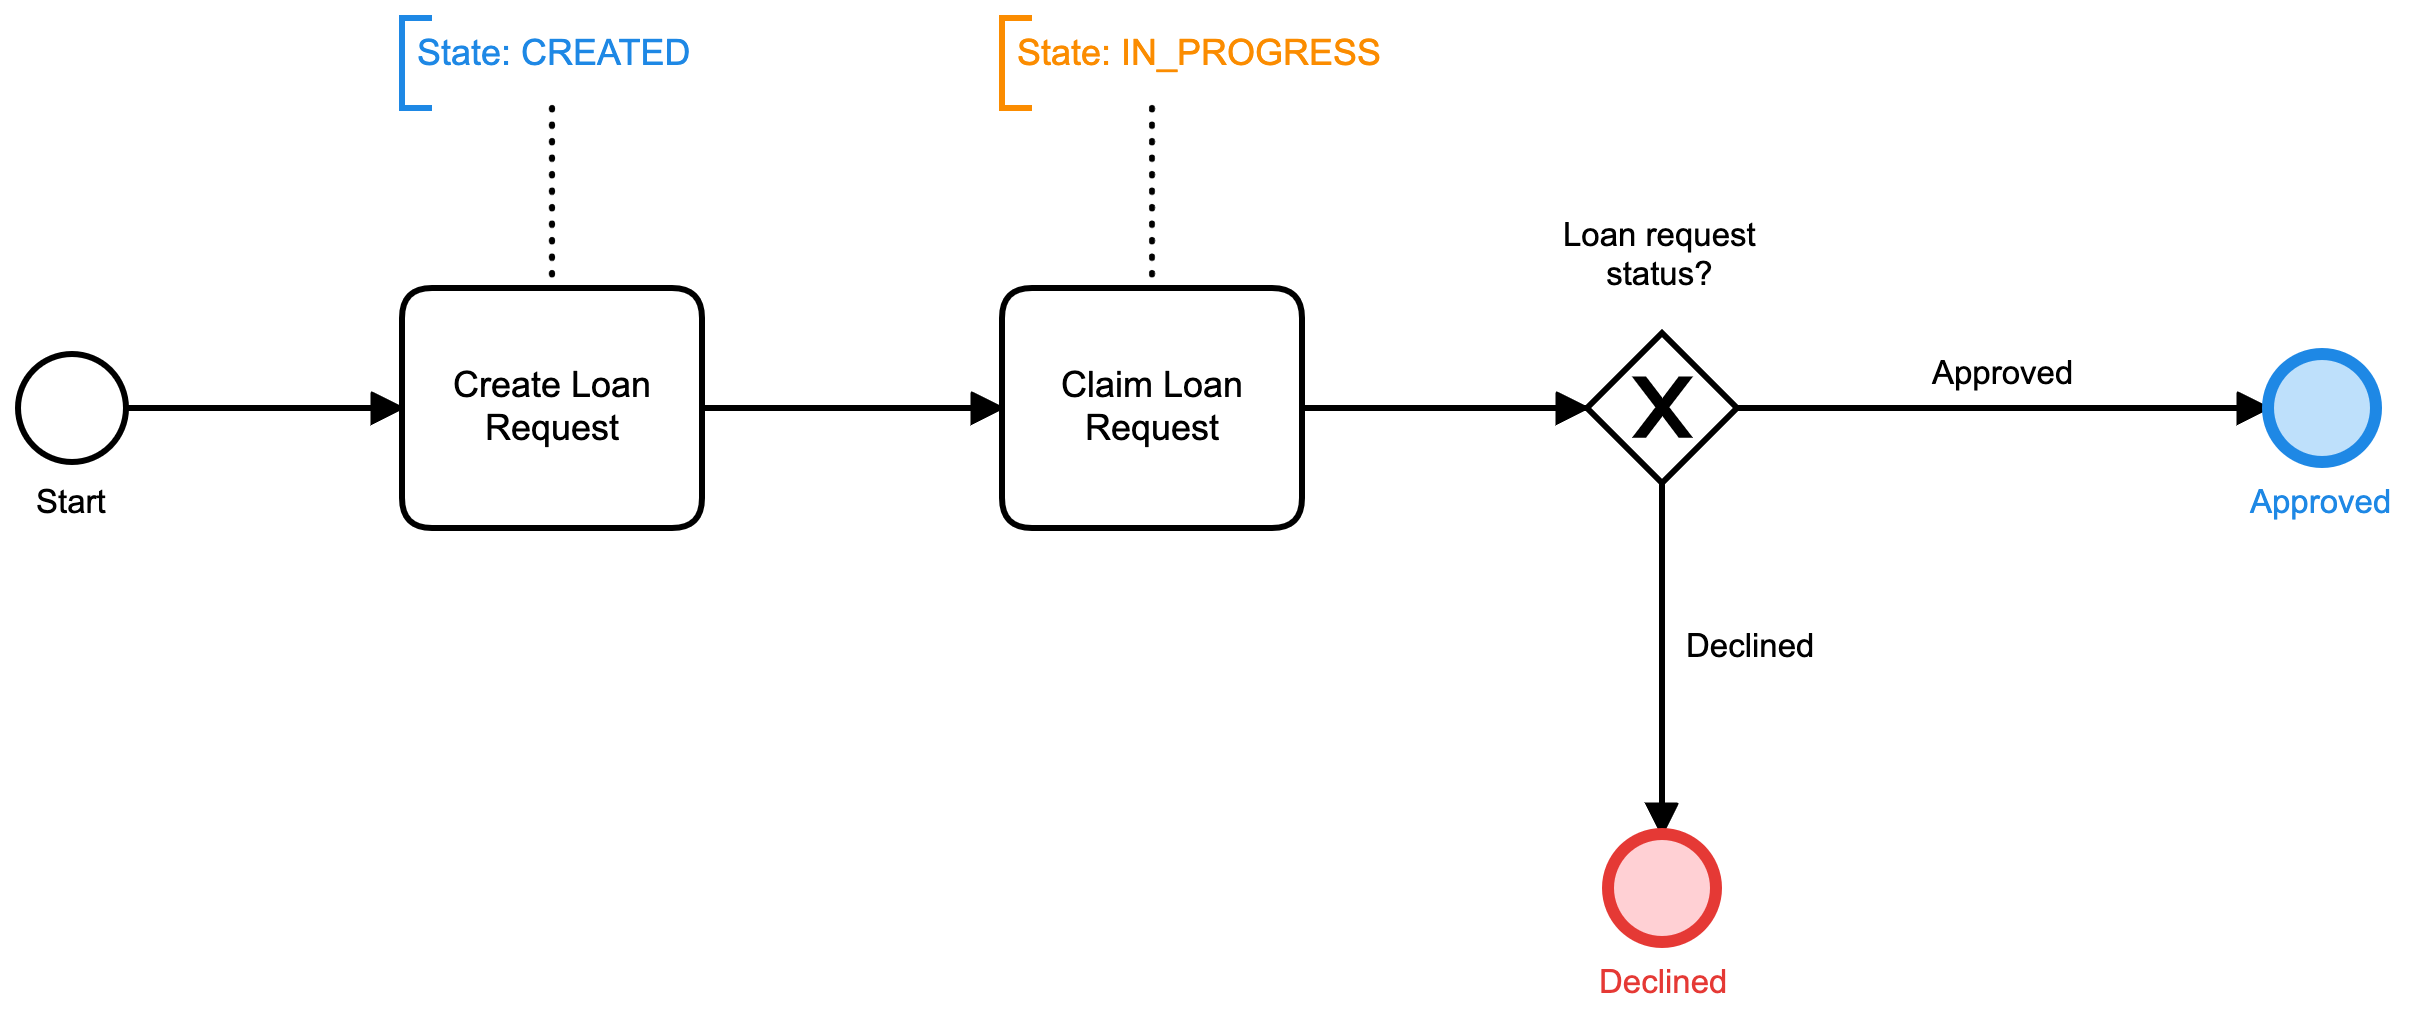 State: CREATED
State: IN_PROGRESS
Loan request
status?
Create Loan
Request
Claim Loan
Request
X
Approved
Start
Approved
Declined
Declined